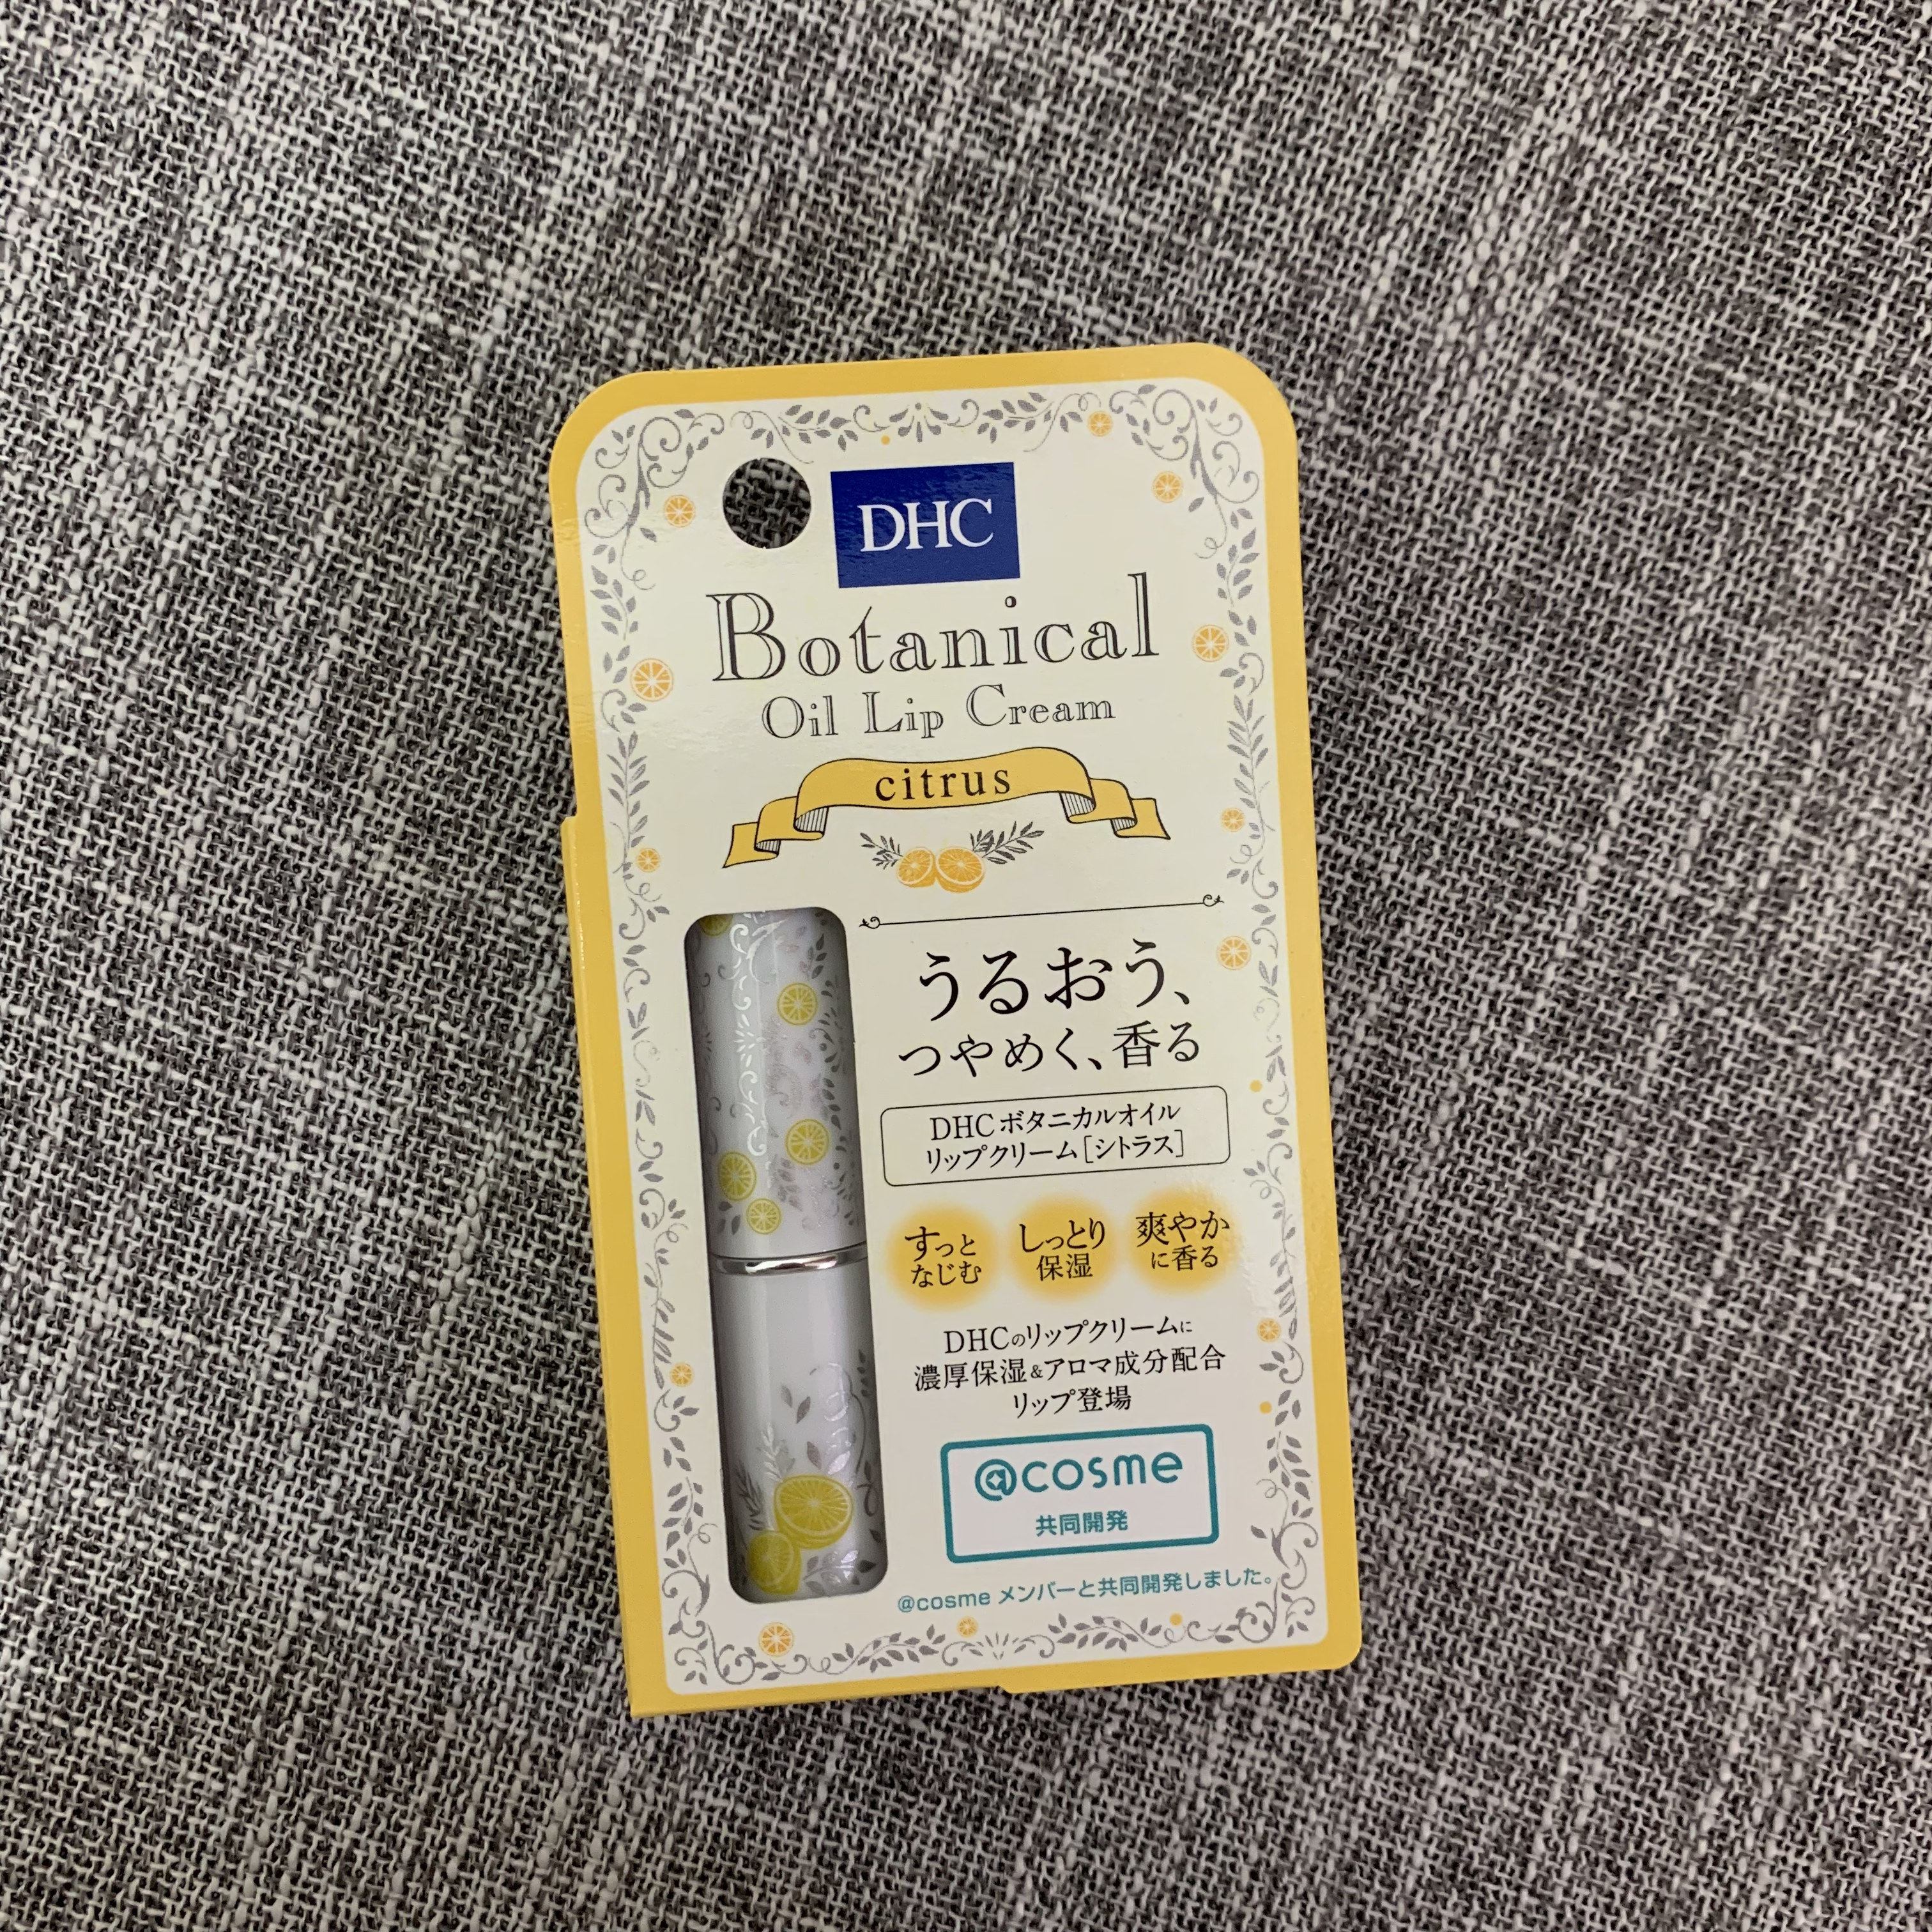 DHC
Botanical
Oil Lip Cream
citrus
うるおう、
つやめく、香る
DHCボタニカルオイル
リップクリーム[シトラス]
すっと
なじむ
しっとり
保湿
爽やか
に香る
DHCのリップクリームに
濃厚保湿&アロマ成分配合
リップ登場
@cosme
共同開発
@cosme メンバーと共同開発しました。